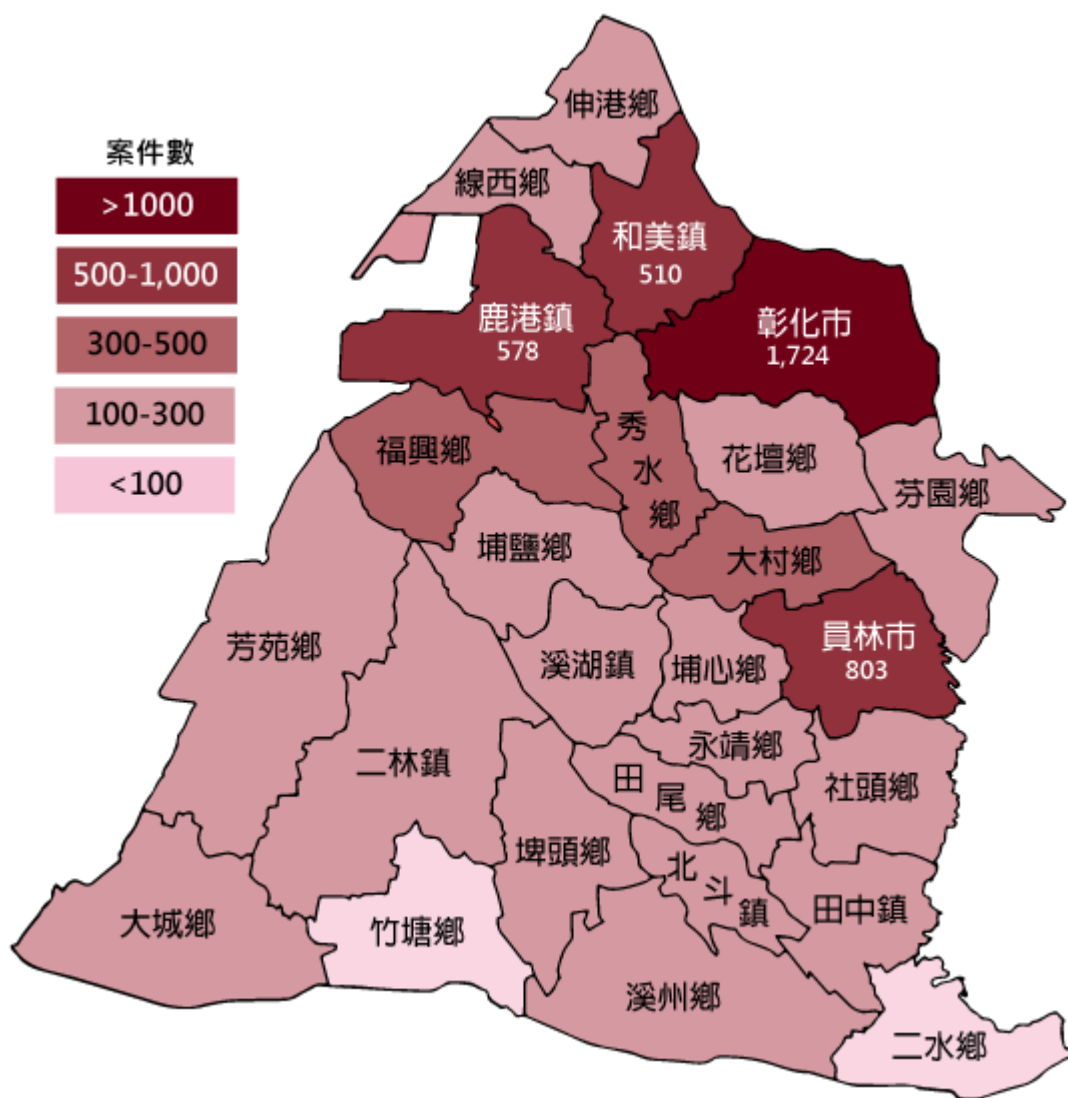 案件數
>1000
500-1,000
300-500
100-300
<100
伸港鄉
線西鄉
和美鎮
510
鹿港鎮
578
彰化市
1,724
福興鄉
秀水鄉
花壇鄉
芬園鄉
埔鹽鄉
大村鄉
芳苑鄉
溪湖鎮
埔心鄉
員林市
803
二林鎮
永靖鄉
田尾鄉
社頭鄉
埤頭鄉
北斗鎮
田中鎮
大城鄉
竹塘鄉
溪州鄉
二水鄉